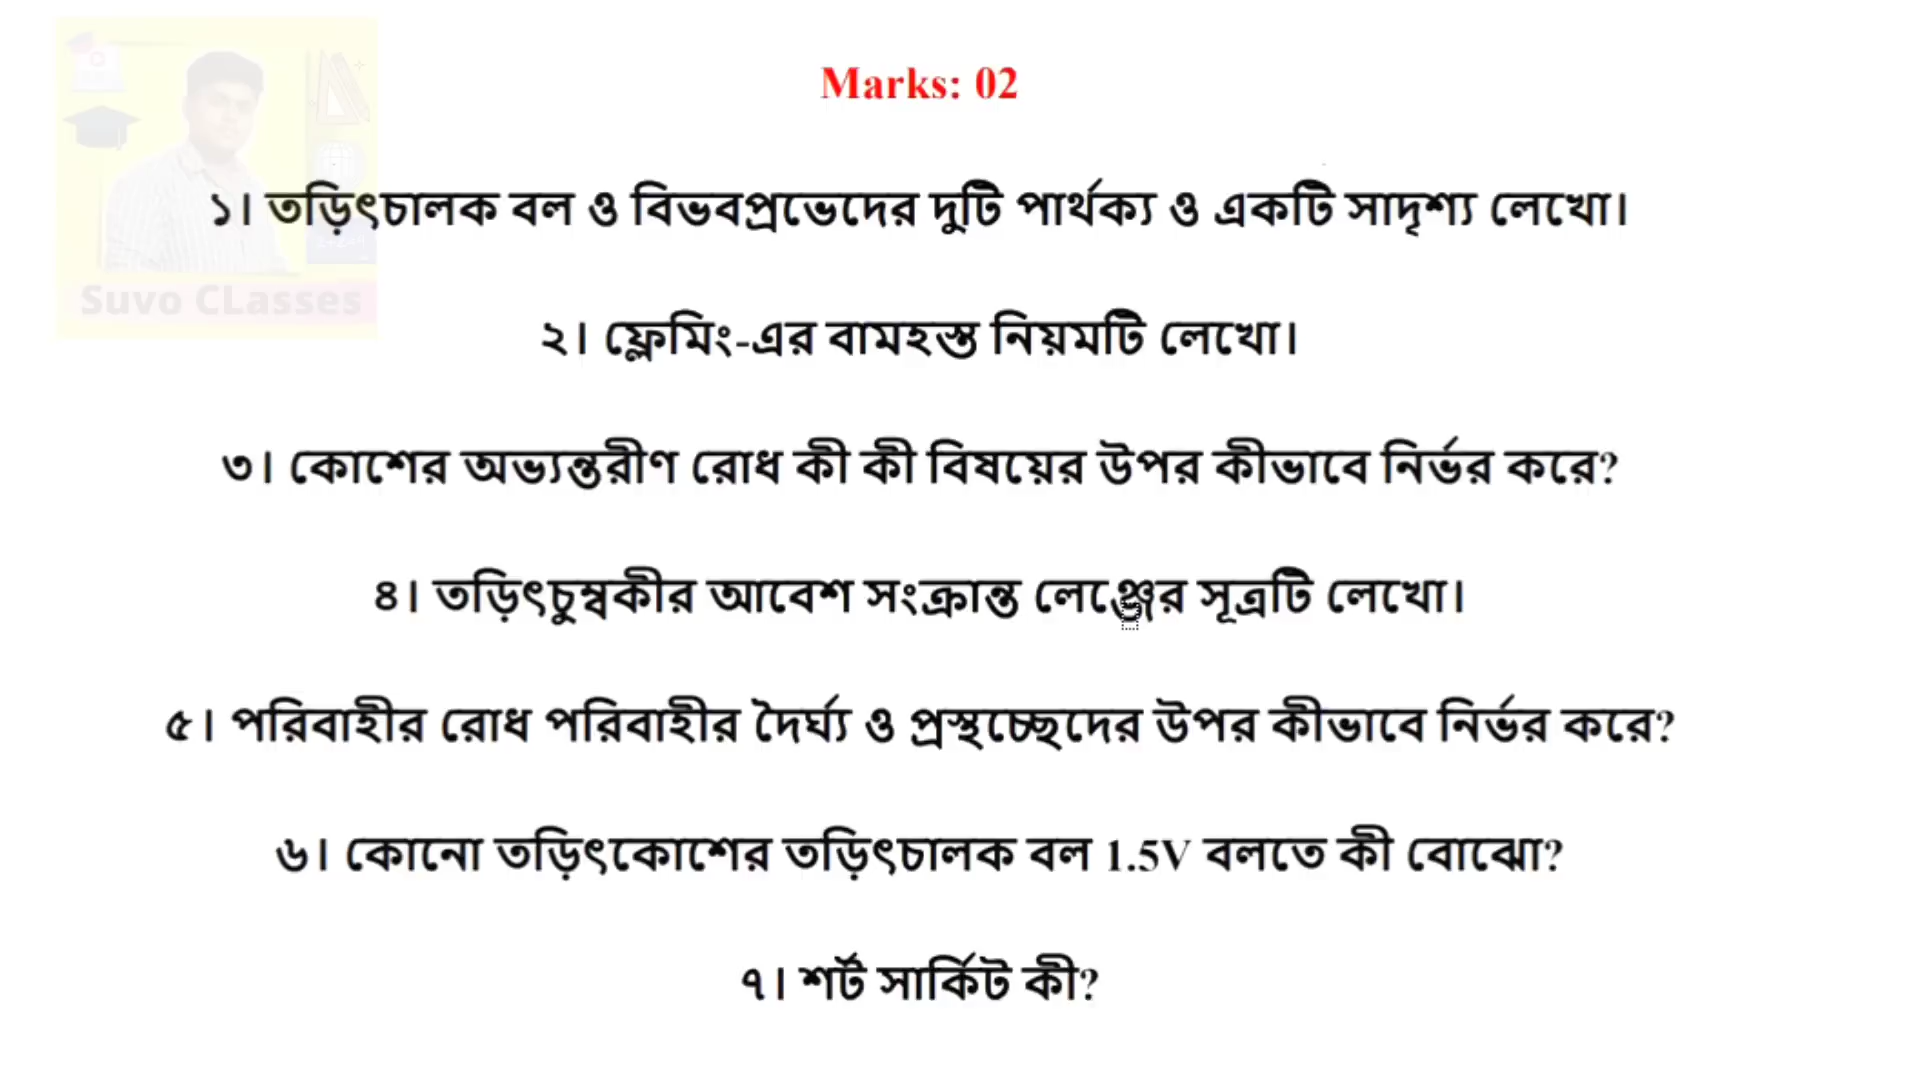 Marks: 02
১। তড়িৎচালক বল ও বিভবপ্রভেদের দুটি পার্থক্য ও একটি সাদৃশ্য লেখো।
Suvo CLasses
২। ফ্লেমিং-এর বামহস্ত নিয়মটি লেখো।
৩। কোশের অভ্যন্তরীণ রোধ কী কী বিষয়ের উপর কীভাবে নির্ভর করে?
৪। তড়িৎচুম্বকীর আবেশ সংক্রান্ত লেঞ্জের সূত্রটি লেখো।
৫। পরিবাহীর রোধ পরিবাহীর দৈর্ঘ্য ও প্রস্থচ্ছেদের উপর কীভাবে নির্ভর করে?
৬। কোনো তড়িৎকোশের তড়িৎচালক বল 1.5V বলতে কী বোঝো?
৭। শর্ট সার্কিট কী?